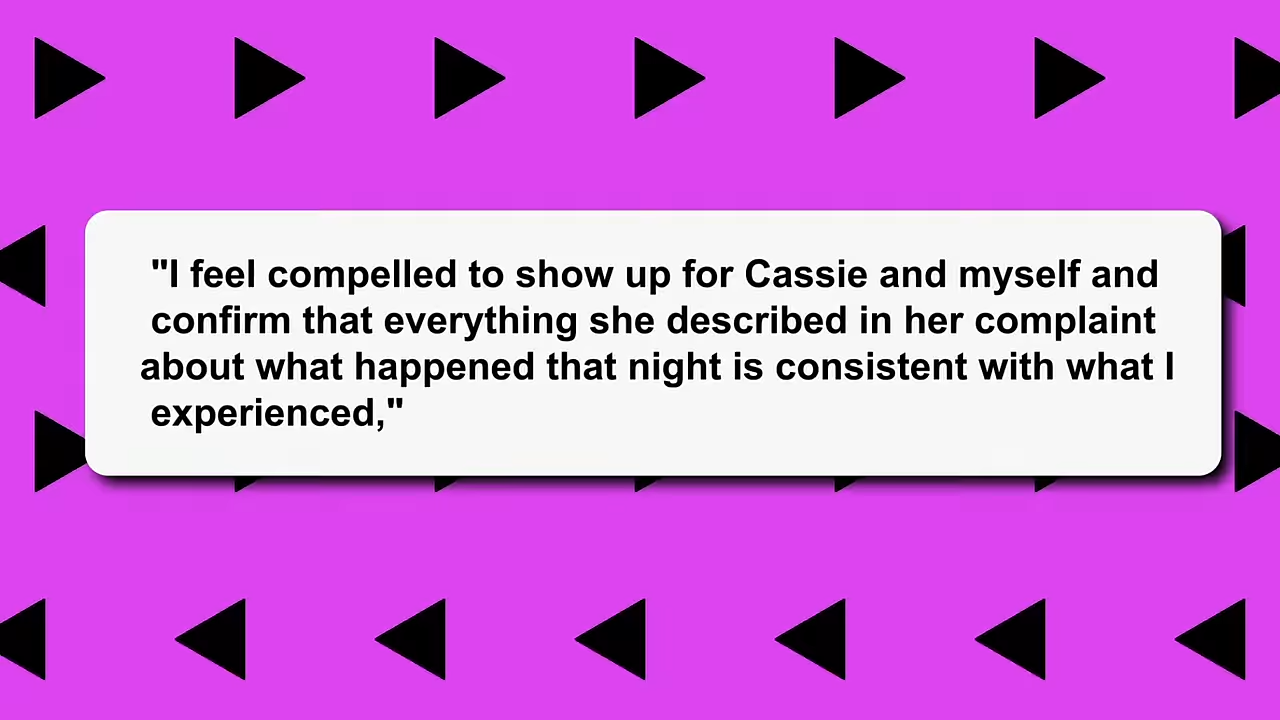 "I feel compelled to show up for Cassie and myself and
confirm that everything she described in her complaint
about what happened that night is consistent with what I
experienced,"